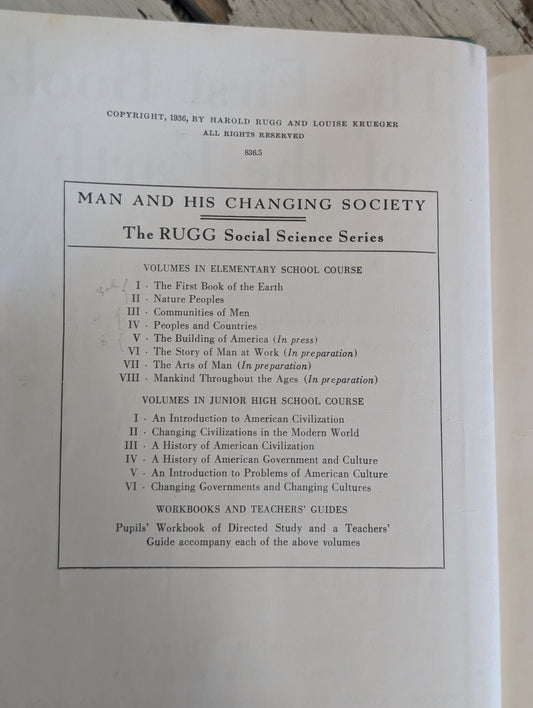 COPYRIGHT, 1936, BY HAROLD RUGG AND LOUISE KRUEGER
ALL RIGHTS RESERVED
836.5
MAN AND HIS CHANGING SOCIETY
The RUGG Social Science Series
VOLUMES IN ELEMENTARY SCHOOL COURSE
I · The First Book of the Earth
II · Nature Peoples
III · Communities of Men
IV · Peoples and Countries
V · The Building of America (In press)
VI · The Story of Man at Work (In preparation)
VII · The Arts of Man (In preparation)
VIII · Mankind Throughout the Ages (In preparation)
VOLUMES IN JUNIOR HIGH SCHOOL COURSE
I · An Introduction to American Civilization
II · Changing Civilizations in the Modern World
III · A History of American Civilization
IV · A History of American Government and Culture
V · An Introduction to Problems of American Culture
VI · Changing Governments and Changing Cultures
WORKBOOKS AND TEACHERS' GUIDES
Pupils' Workbook of Directed Study and a Teachers'
Guide accompany each of the above volumes